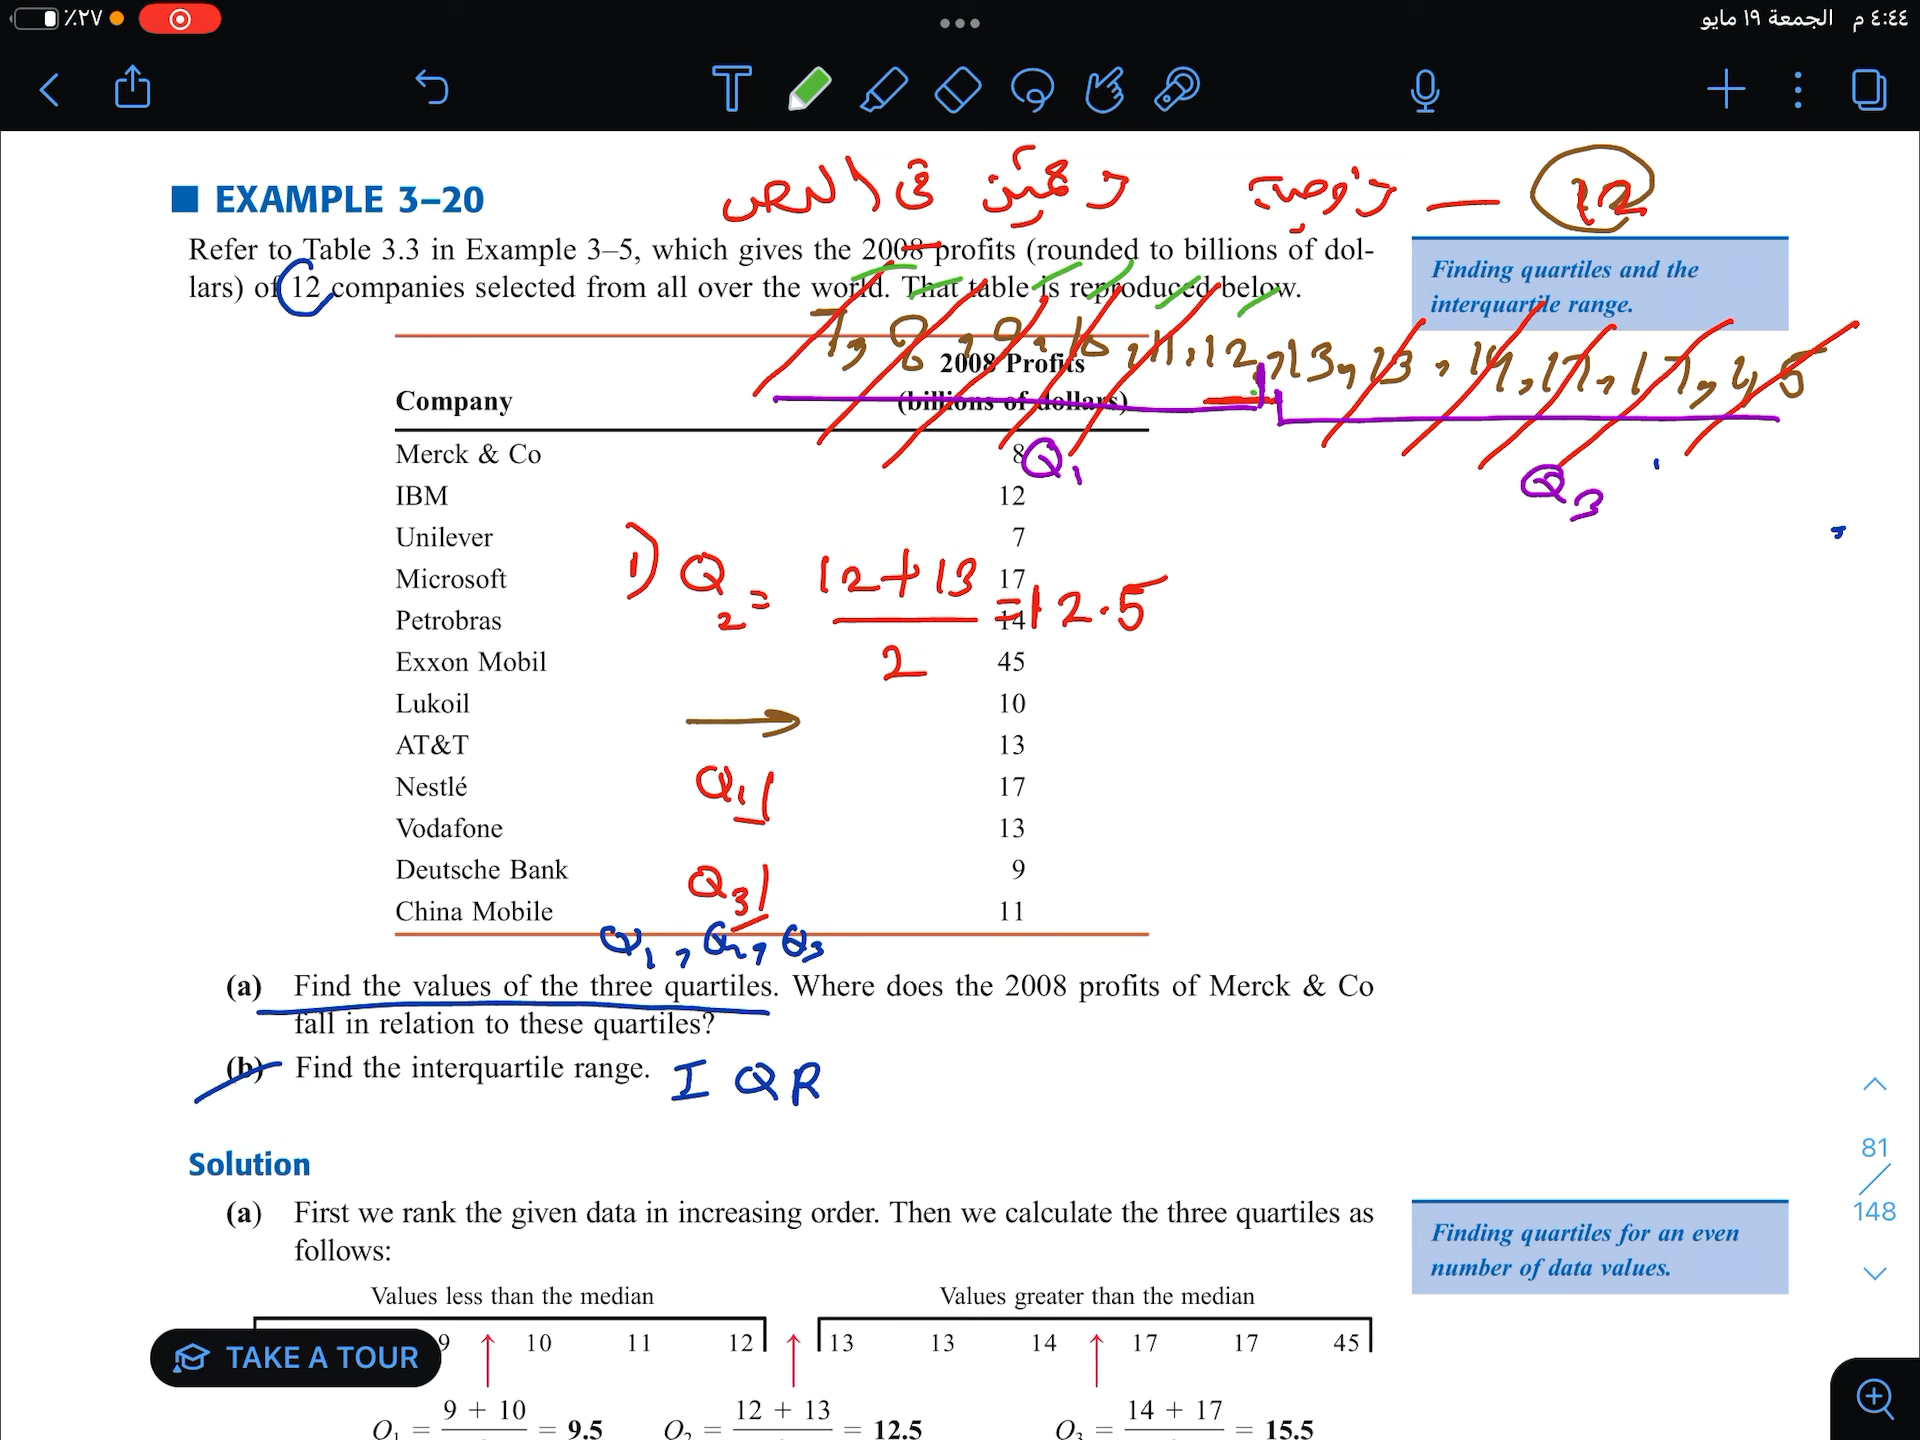 ٪٢٧
٤:٤٤ م الجمعة ١٩ مايو
12 — زوجية رقمين في النص
EXAMPLE 3–20
Refer to Table 3.3 in Example 3–5, which gives the 2008 profits (rounded to billions of dol-
lars) of 12 companies selected from all over the world. That table is reproduced below.
Finding quartiles and the
interquartile range.
7, 8, 9, 10, 11, 12, 13, 13, 14, 17, 17, 45
Q1
Q3
2008 Profits
Company (billions of dollars)
Merck & Co 8
IBM 12
Unilever 7
Microsoft 17
Petrobras 14
Exxon Mobil 45
Lukoil 10
AT&T 13
Nestlé 17
Vodafone 13
Deutsche Bank 9
China Mobile 11
1) Q2 = 12+13 / 2 = 12.5
Q1
Q3
Q1, Q2, Q3
(a) Find the values of the three quartiles. Where does the 2008 profits of Merck & Co
fall in relation to these quartiles?
(b) Find the interquartile range. IQR
Solution
(a) First we rank the given data in increasing order. Then we calculate the three quartiles as
follows:
Finding quartiles for an even
number of data values.
Values less than the median Values greater than the median
9 10 11 12 13 13 14 17 17 45
Q1 = 9 + 10 = 9.5 Q2 = 12 + 13 = 12.5 Q3 = 14 + 17 = 15.5
TAKE A TOUR
81
148